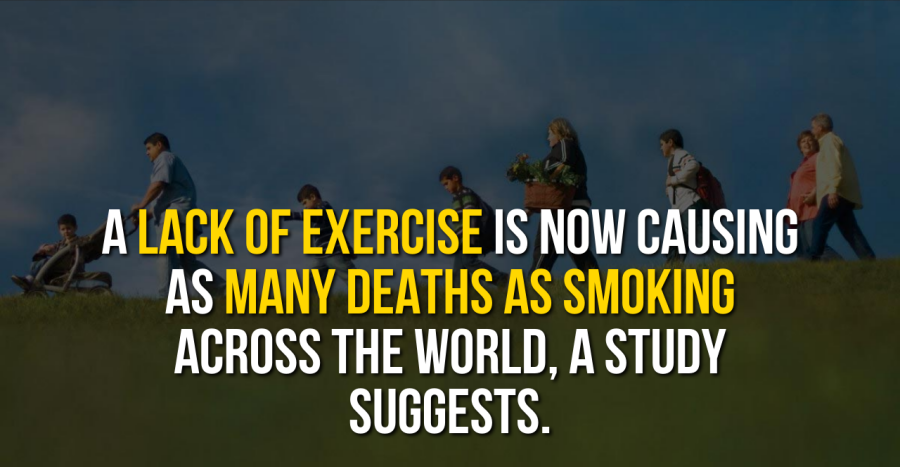 A LACK OF EXERCISE IS NOW CAUSING
AS MANY DEATHS AS SMOKING
ACROSS THE WORLD, A STUDY
SUGGESTS.